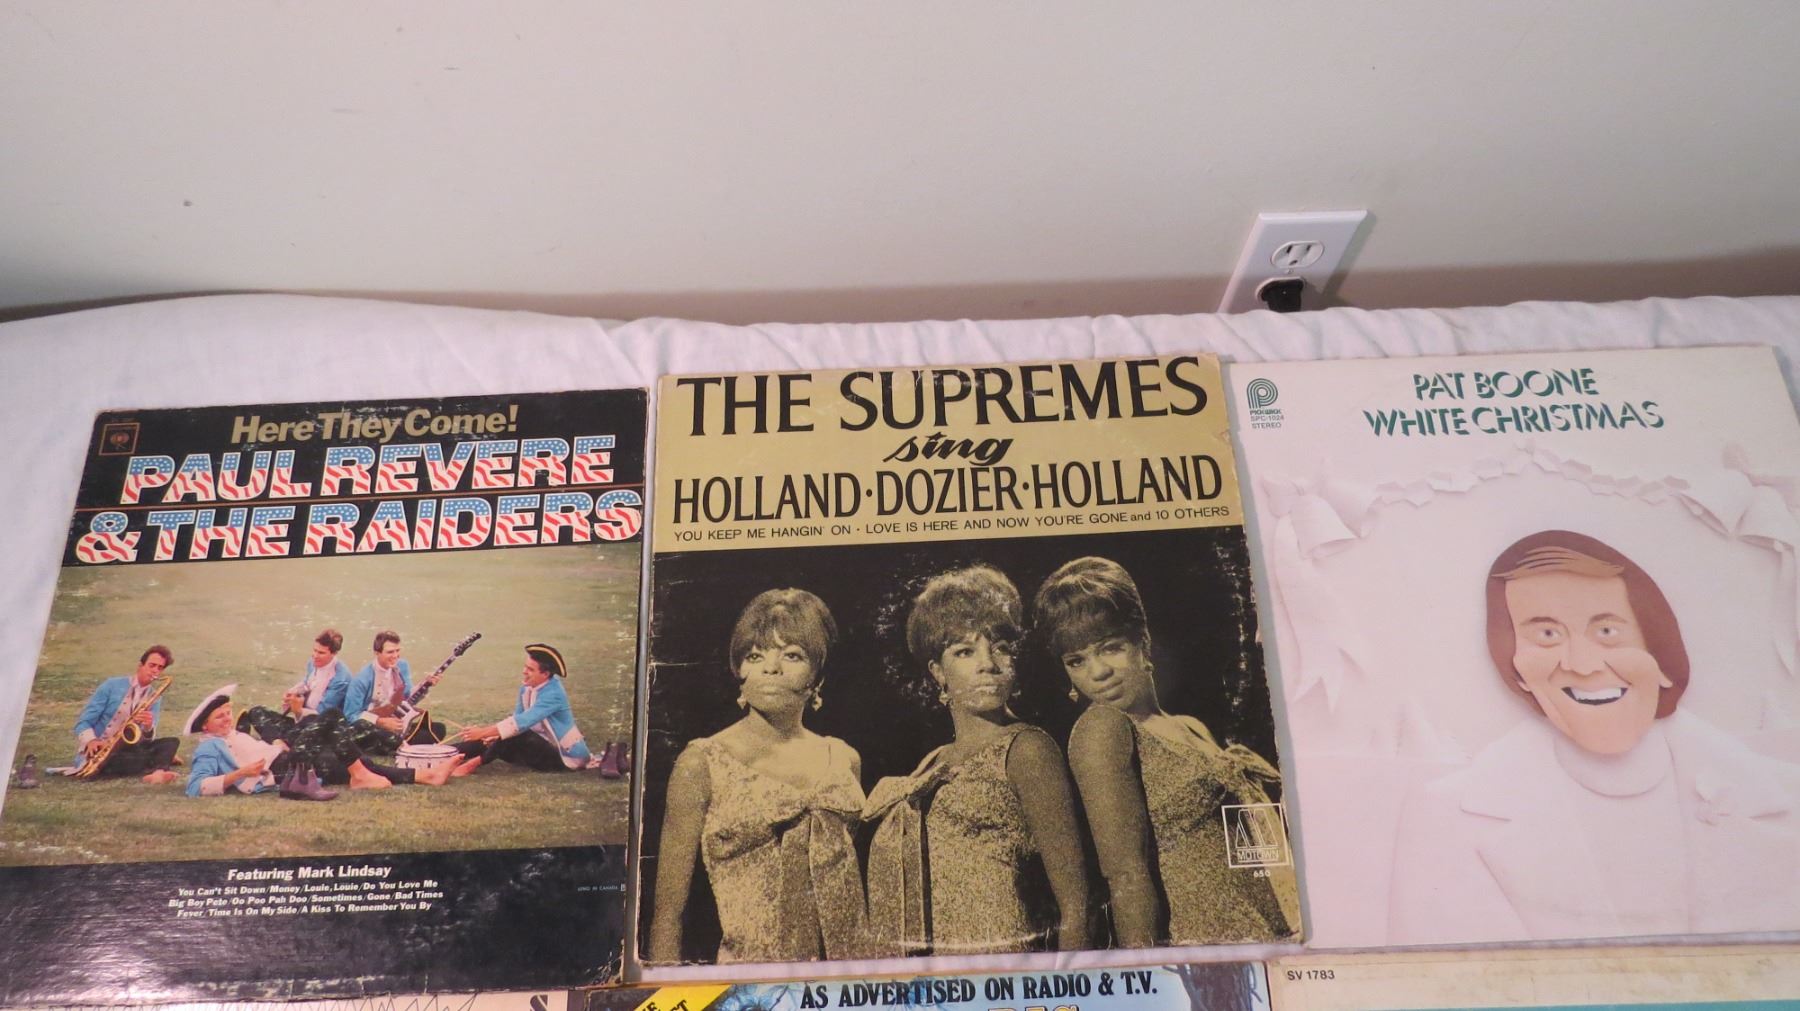 Here They Come!
PAUL REVERE
& THE RAIDERS
Featuring Mark Lindsay
You Can't Sit Down/Money/Louie, Louie/Do You Love Me
Big Boy Pete/Oo Poo Pah Doo/Sometimes/Gone/Bad Times
Fever/Time Is On My Side/A Kiss To Remember You By
THE SUPREMES
sing
HOLLAND·DOZIER·HOLLAND
YOU KEEP ME HANGIN' ON · LOVE IS HERE AND NOW YOU'RE GONE and 10 OTHERS
MOTOWN
650
PICKWICK
SPC-1024
STEREO
PAT BOONE
WHITE CHRISTMAS
AS ADVERTISED ON RADIO & T.V.
SV 1783